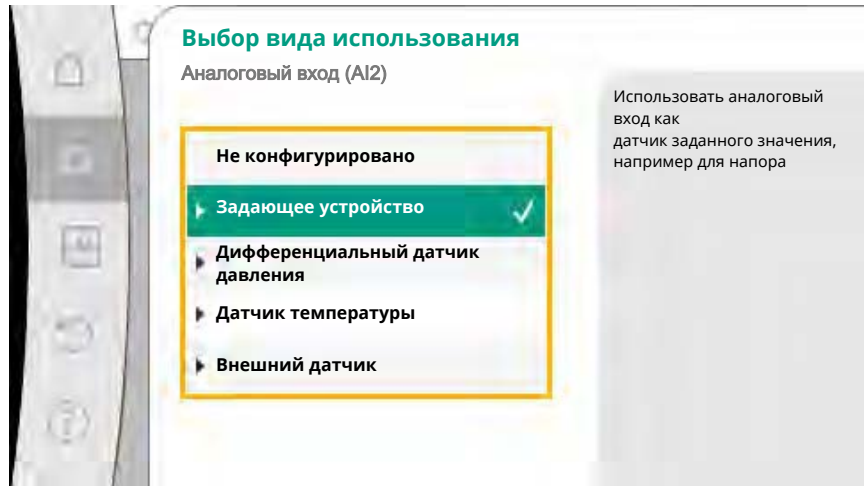 Выбор вида использования
Аналоговый вход (AI2)
Не конфигурировано
Задающее устройство
Дифференциальный датчик
давления
Датчик температуры
Внешний датчик
Использовать аналоговый
вход как
датчик заданного значения,
например для напора